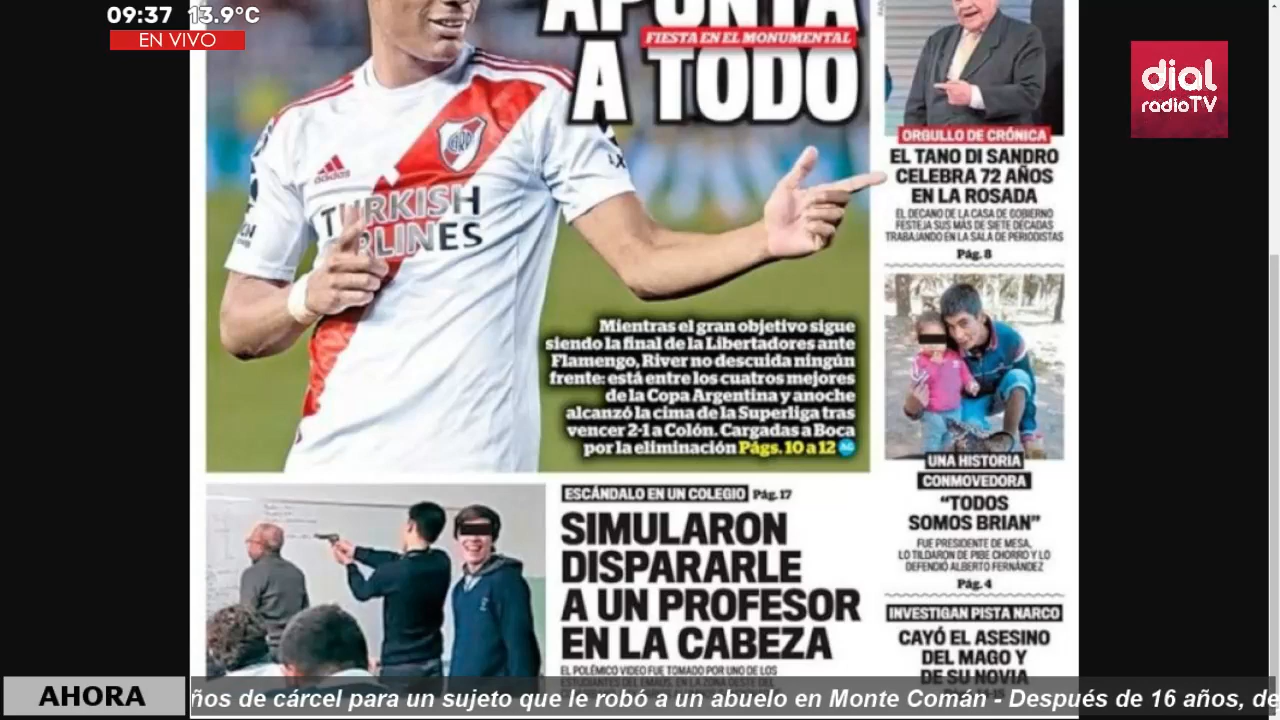 09:37 13.9°C
EN VIVO
APUNTA
FIESTA EN EL MONUMENTAL
A TODO
adidas
TURKISH
AIRLINES
Mientras el gran objetivo sigue
siendo la final de la Libertadores ante
Flamengo, River no descuida ningún
frente: está entre los cuatros mejores
de la Copa Argentina y anoche
alcanzó la cima de la Superliga tras
vencer 2-1 a Colón. Cargadas a Boca
por la eliminación Págs. 10 a 12 AG
dial
radioTV
ORGULLO DE CRÓNICA
EL TANO DI SANDRO
CELEBRA 72 AÑOS
EN LA ROSADA
EL DECANO DE LA CASA DE GOBIERNO
FESTEJA SUS MÁS DE SIETE DÉCADAS
TRABAJANDO EN LA SALA DE PERIODISTAS
Pág. 8
UNA HISTORIA
CONMOVEDORA
“TODOS
SOMOS BRIAN”
FUE PRESIDENTE DE MESA,
LO TILDARON DE PIBE CHORRO Y LO
DEFENDIÓ ALBERTO FERNÁNDEZ
Pág. 4
INVESTIGAN PISTA NARCO
CAYÓ EL ASESINO
DEL MAGO Y
DE SU NOVIA
ESCÁNDALO EN UN COLEGIO Pág. 17
SIMULARON
DISPARARLE
A UN PROFESOR
EN LA CABEZA
EL POLÉMICO VIDEO FUE TOMADO POR UNO DE LOS
AHORA
ños de cárcel para un sujeto que le robó a un abuelo en Monte Comán - Después de 16 años, de